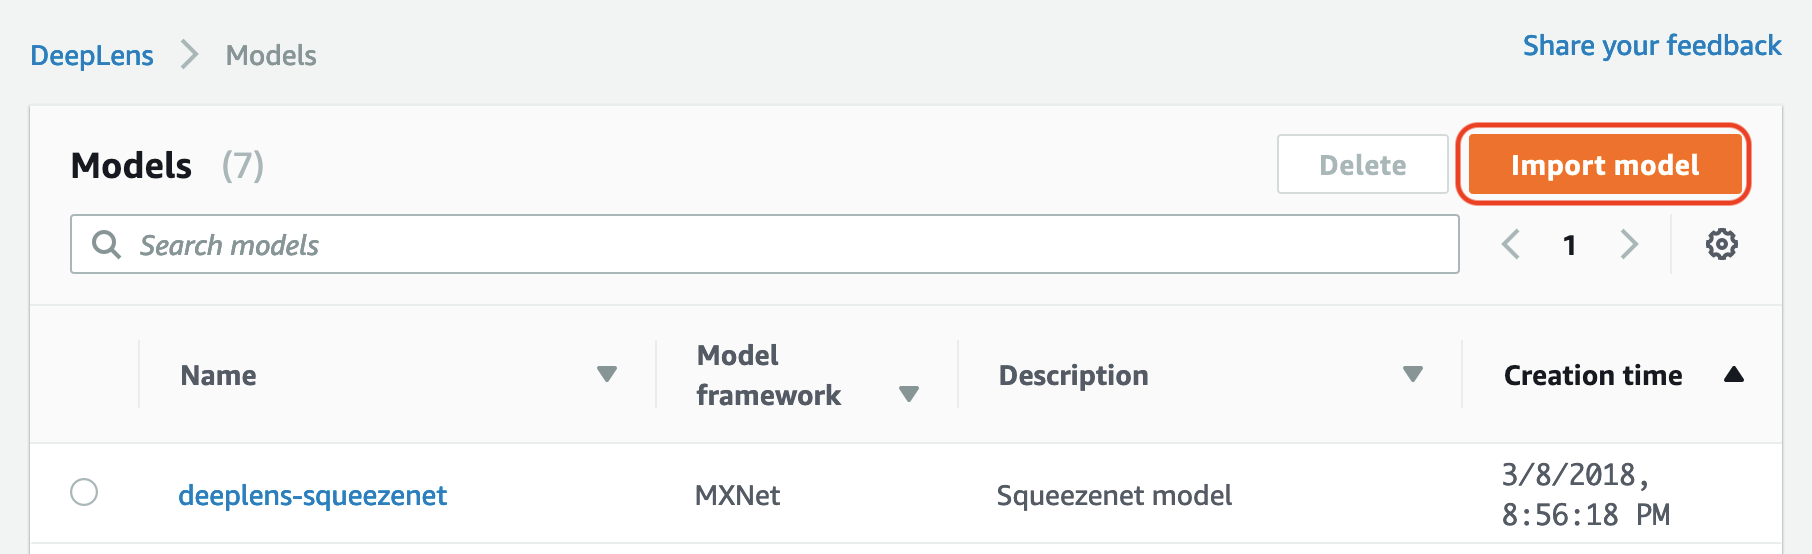 DeepLens > Models
Share your feedback
Models (7)
Delete
Import model
Search models
1
Name
Model
framework
Description
Creation time
deeplens-squeezenet
MXNet
Squeezenet model
3/8/2018,
8:56:18 PM